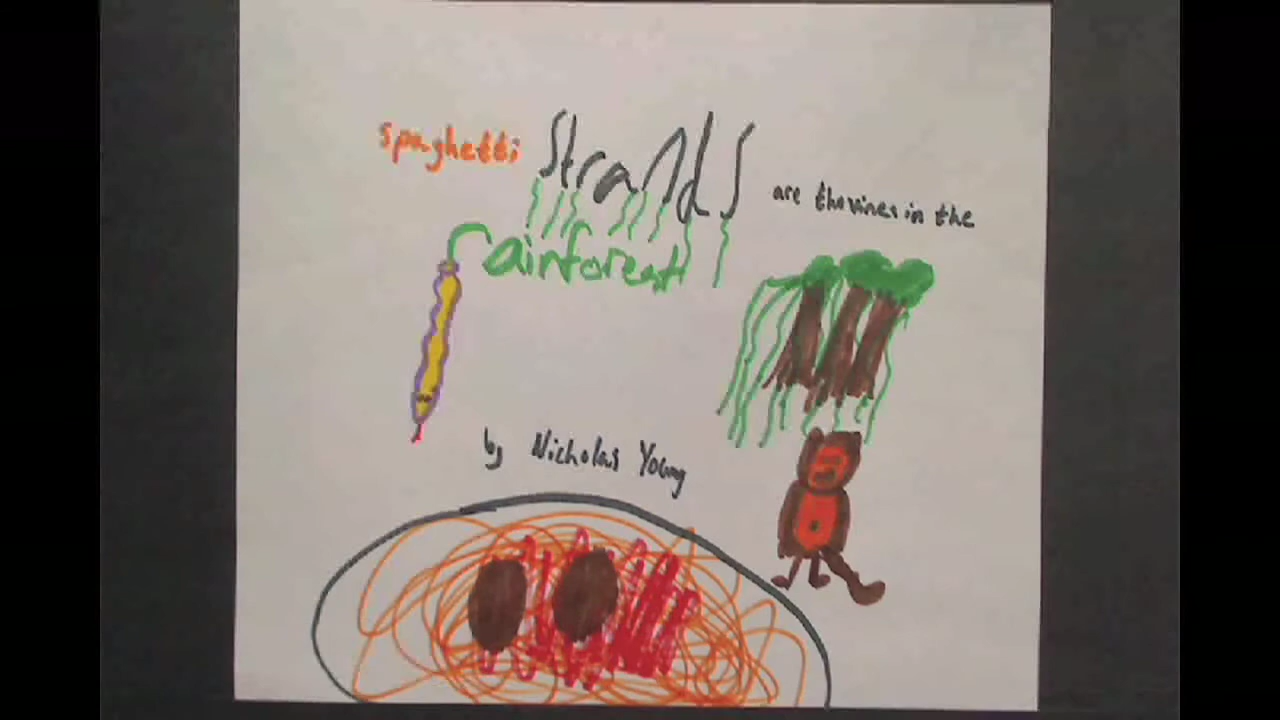 spaghetti strands are the vines in the
rainforest
by Nicholas Young